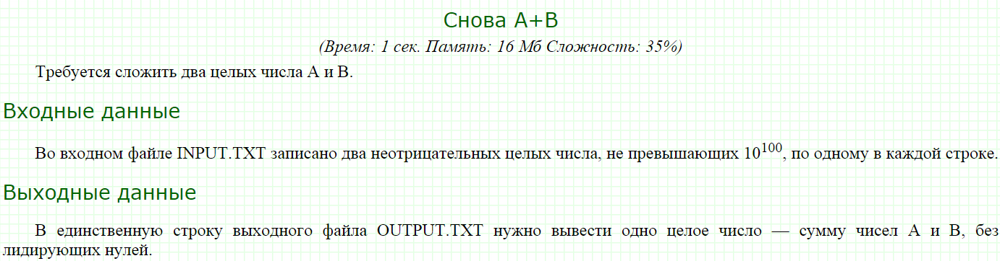 Снова A+B
(Время: 1 сек. Память: 16 Мб Сложность: 35%)
Требуется сложить два целых числа А и В.
Входные данные
Во входном файле INPUT.TXT записано два неотрицательных целых числа, не превышающих 10^100, по одному в каждой строке.
Выходные данные
В единственную строку выходного файла OUTPUT.TXT нужно вывести одно целое число — сумму чисел А и В, без
лидирующих нулей.